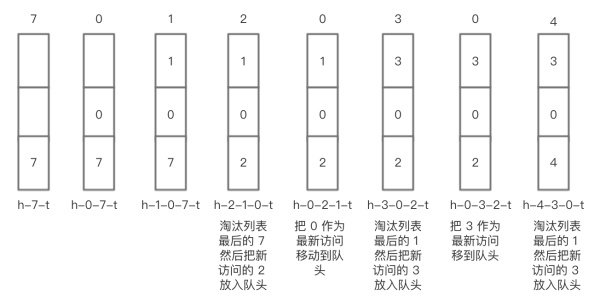 7 0 1 2 0 3 0 4
1 1 1 3 3 3
0 0 0 0 0 0 0
7 7 7 2 2 2 2 4
h-7-t h-0-7-t h-1-0-7-t h-2-1-0-t h-0-2-1-t h-3-0-2-t h-0-3-2-t h-4-3-0-t
淘汰列表
最后的 7
然后把新
访问的 2
放入队头
把 0 作为
最新访问
移动到队
头
淘汰列表
最后的 1
然后把新
访问的 3
放入队头
把 3 作为
最新访问
移到队头
淘汰列表
最后的 1
然后把新
访问的 3
放入队头